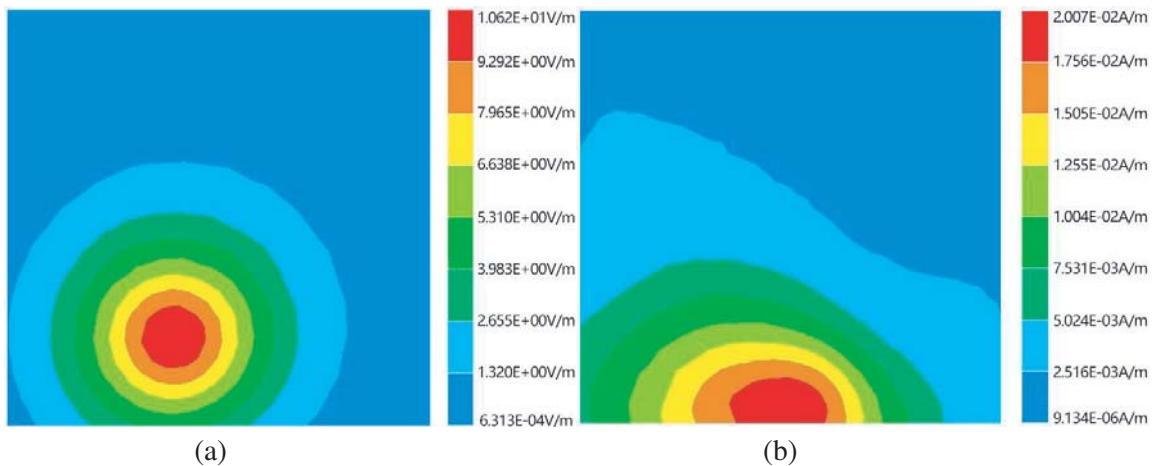 1.062E+01V/m
9.292E+00V/m
7.965E+00V/m
6.638E+00V/m
5.310E+00V/m
3.983E+00V/m
2.655E+00V/m
1.320E+00V/m
6.313E-04V/m
(a)
2.007E-02A/m
1.756E-02A/m
1.505E-02A/m
1.255E-02A/m
1.004E-02A/m
7.531E-03A/m
5.024E-03A/m
2.516E-03A/m
9.134E-06A/m
(b)